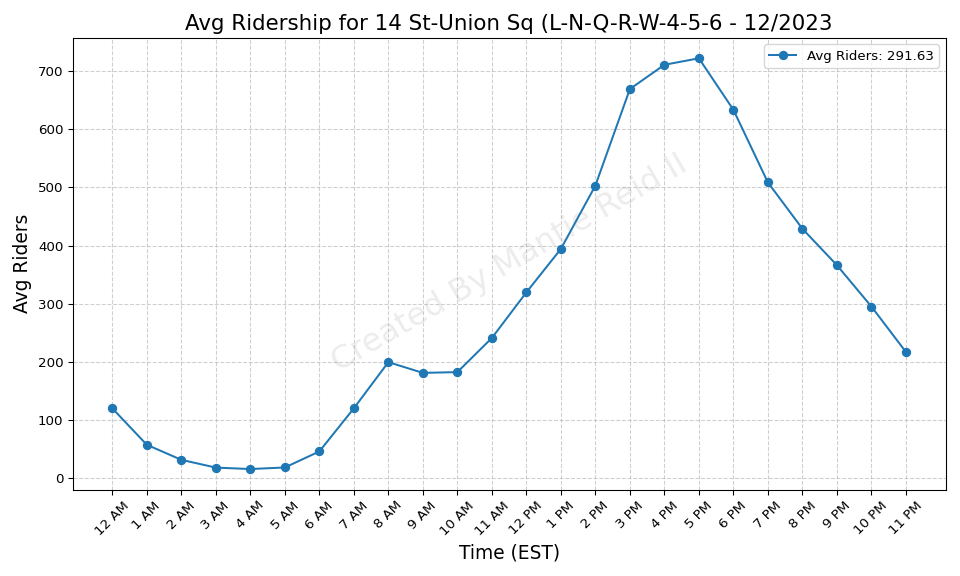 Avg Ridership for 14 St-Union Sq (L-N-Q-R-W-4-5-6 - 12/2023
Avg Riders: 291.63
Avg Riders
700
600
500
400
300
200
100
0
Created By Mantie Reid II
12 AM
1 AM
2 AM
3 AM
4 AM
5 AM
6 AM
7 AM
8 AM
9 AM
10 AM
11 AM
12 PM
1 PM
2 PM
3 PM
4 PM
5 PM
6 PM
7 PM
8 PM
9 PM
10 PM
11 PM
Time (EST)